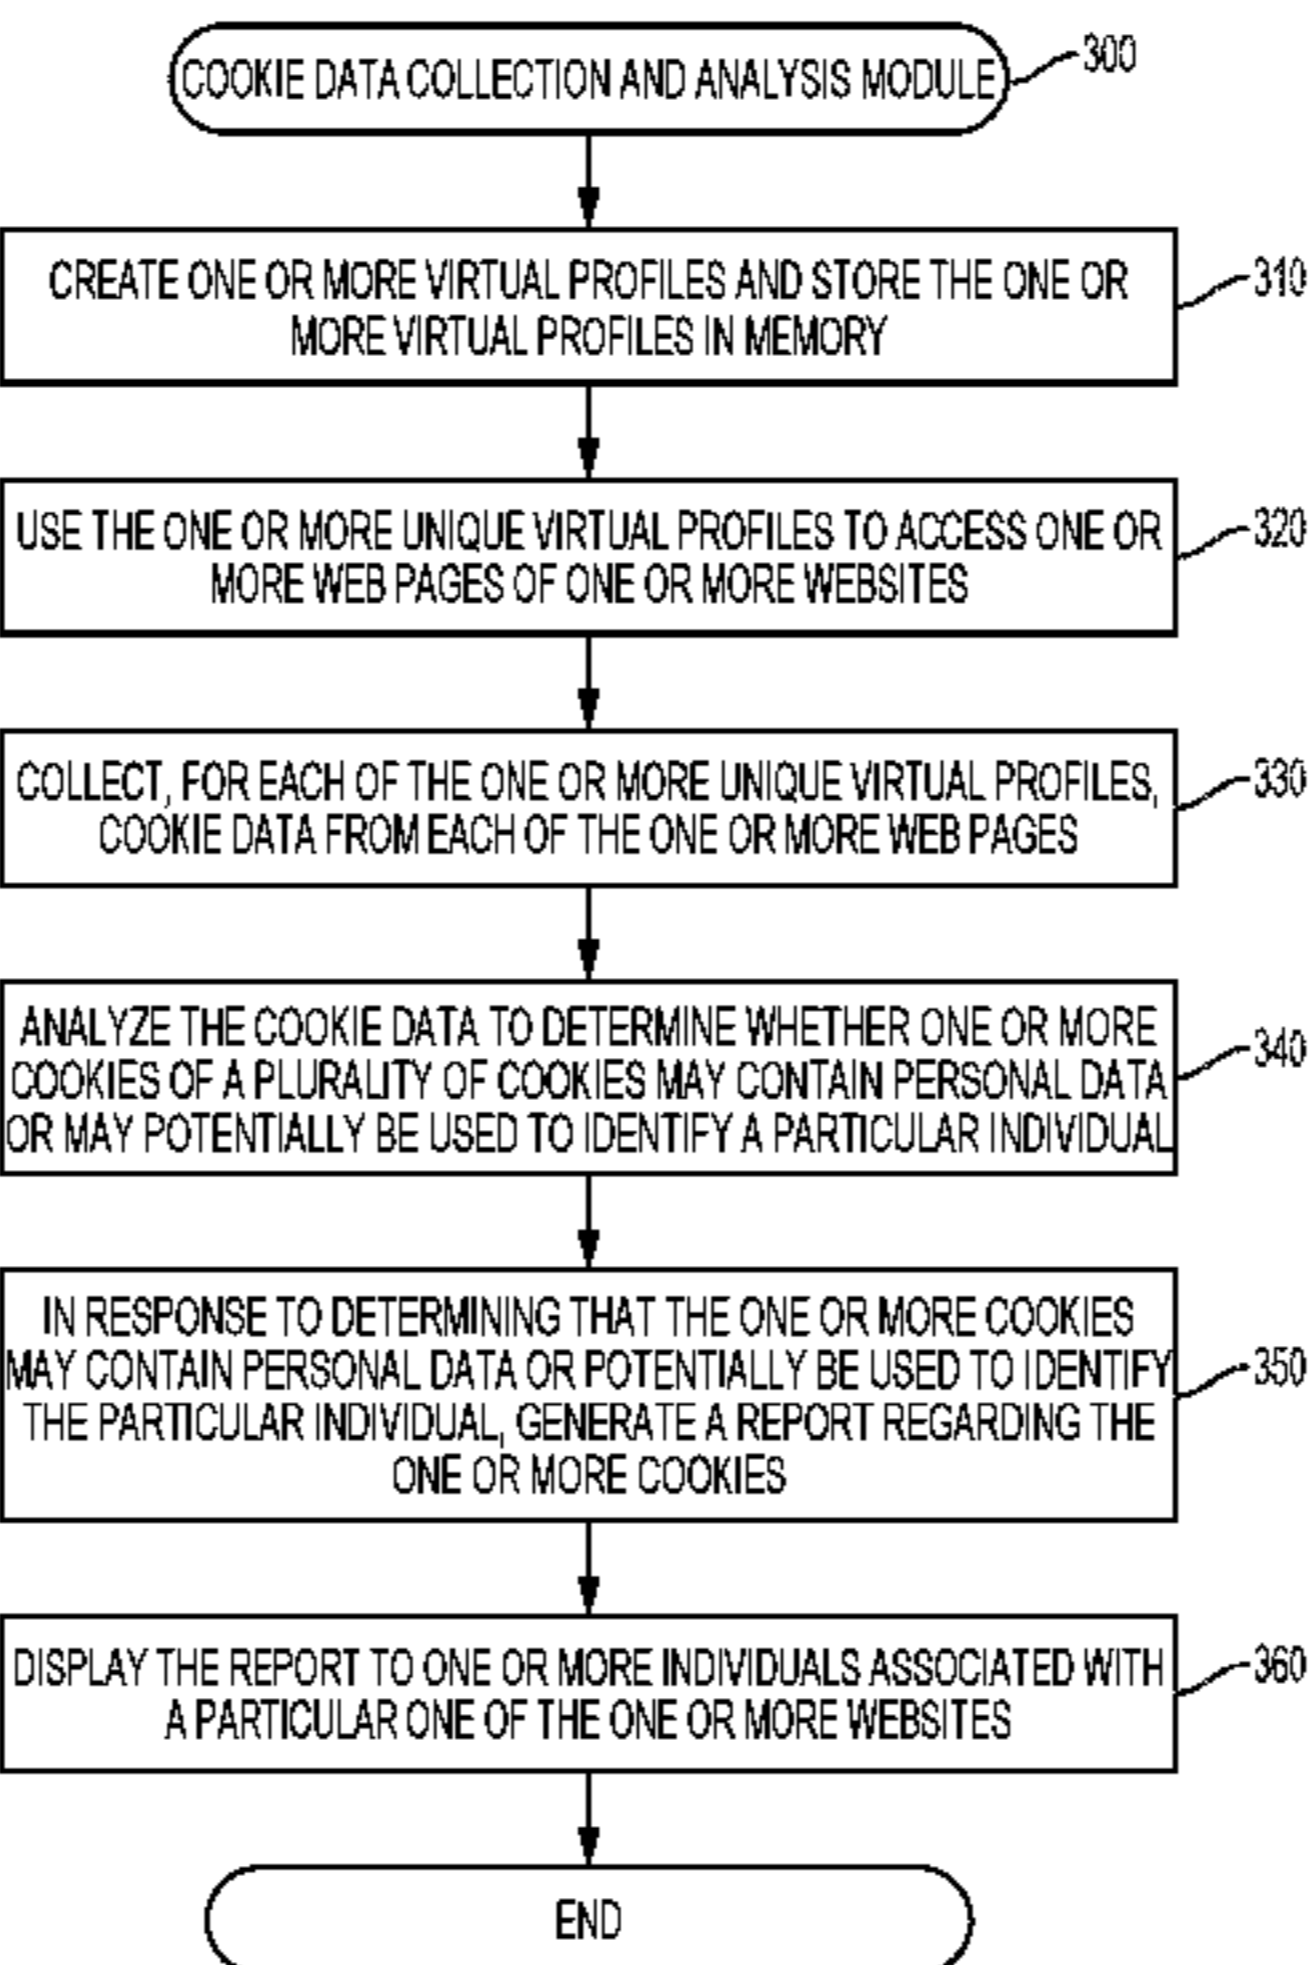 COOKIE DATA COLLECTION AND ANALYSIS MODULE
300
CREATE ONE OR MORE VIRTUAL PROFILES AND STORE THE ONE OR
MORE VIRTUAL PROFILES IN MEMORY
310
USE THE ONE OR MORE UNIQUE VIRTUAL PROFILES TO ACCESS ONE OR
MORE WEB PAGES OF ONE OR MORE WEBSITES
320
COLLECT, FOR EACH OF THE ONE OR MORE UNIQUE VIRTUAL PROFILES,
COOKIE DATA FROM EACH OF THE ONE OR MORE WEB PAGES
330
ANALYZE THE COOKIE DATA TO DETERMINE WHETHER ONE OR MORE
COOKIES OF A PLURALITY OF COOKIES MAY CONTAIN PERSONAL DATA
OR MAY POTENTIALLY BE USED TO IDENTIFY A PARTICULAR INDIVIDUAL
340
IN RESPONSE TO DETERMINING THAT THE ONE OR MORE COOKIES
MAY CONTAIN PERSONAL DATA OR POTENTIALLY BE USED TO IDENTIFY
THE PARTICULAR INDIVIDUAL, GENERATE A REPORT REGARDING THE
ONE OR MORE COOKIES
350
DISPLAY THE REPORT TO ONE OR MORE INDIVIDUALS ASSOCIATED WITH
A PARTICULAR ONE OF THE ONE OR MORE WEBSITES
360
END